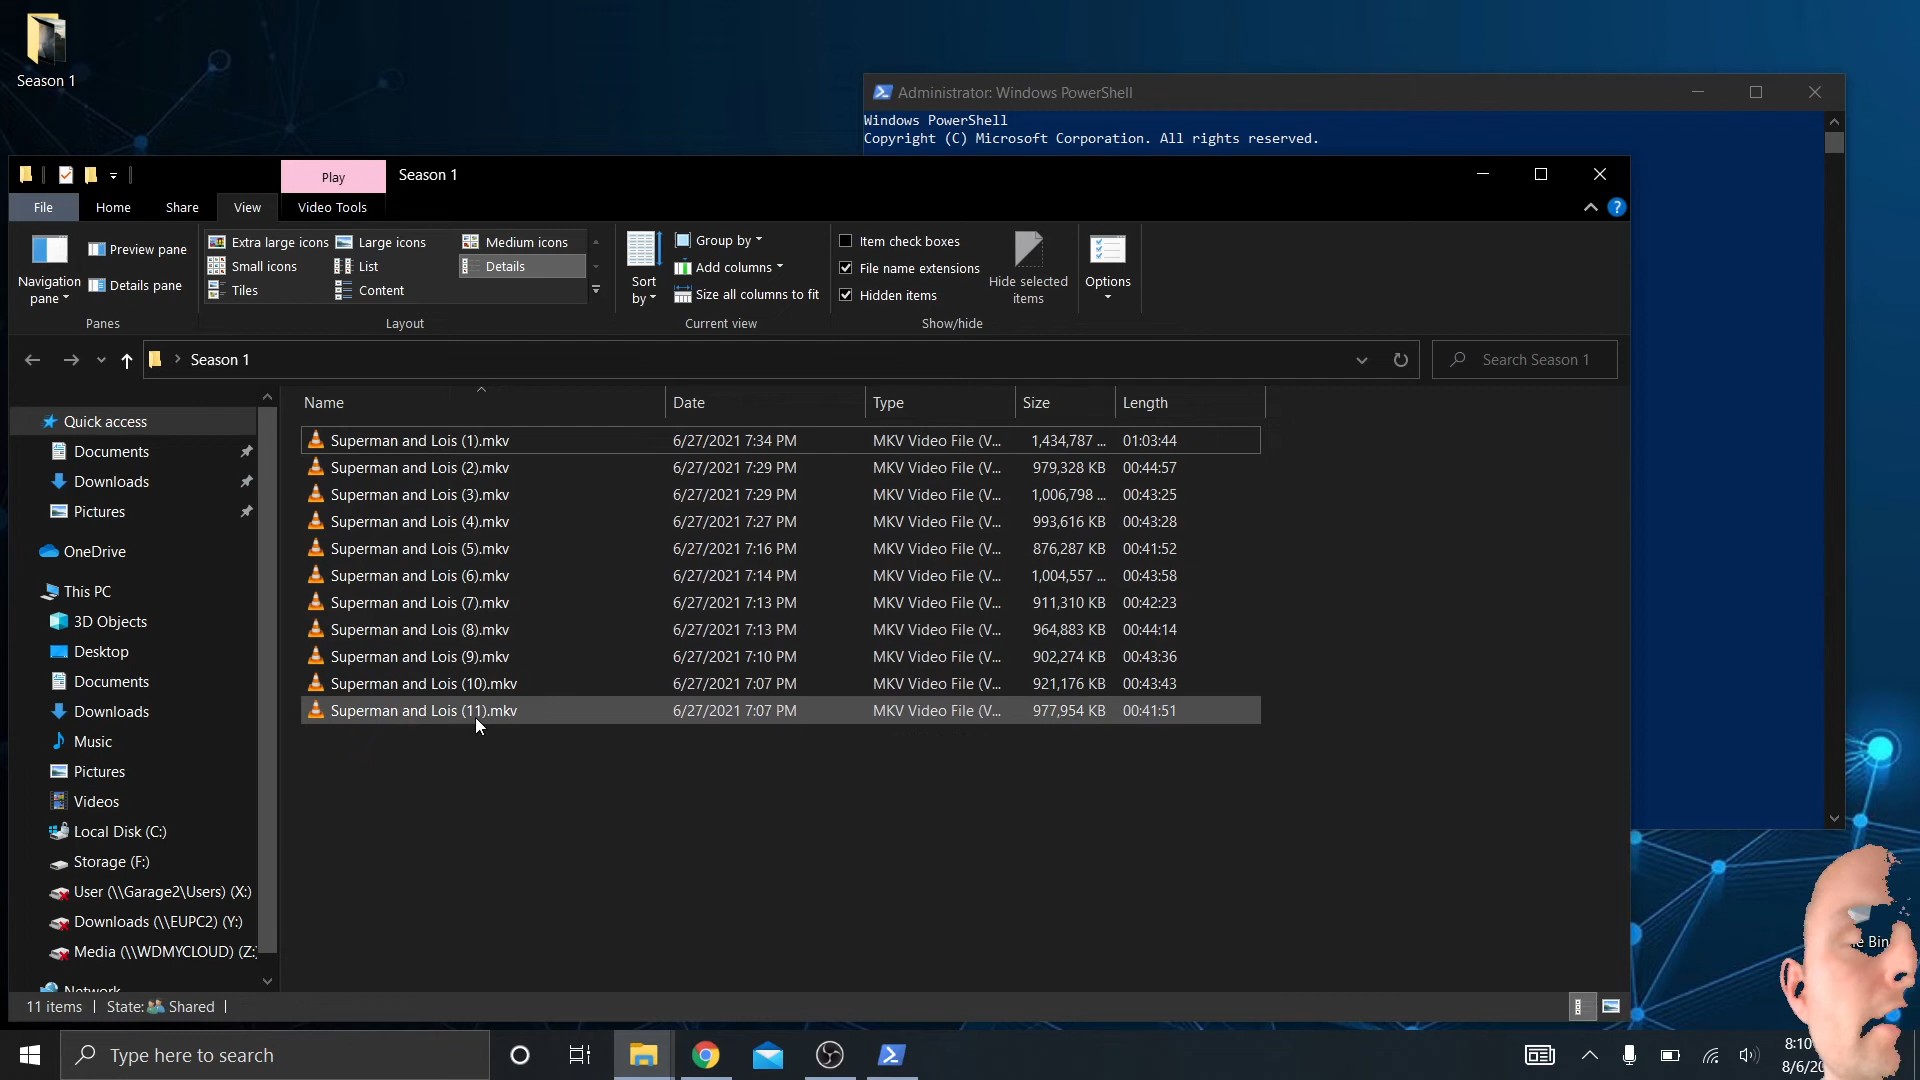 Season 1
Administrator: Windows PowerShell
Windows PowerShell
Copyright (C) Microsoft Corporation. All rights reserved.
Play
Season 1
File
Home
Share
View
Video Tools
Navigation pane
Preview pane
Details pane
Extra large icons
Large icons
Medium icons
Small icons
List
Details
Tiles
Content
Sort by
Group by
Add columns
Size all columns to fit
Item check boxes
File name extensions
Hidden items
Hide selected items
Options
Panes
Layout
Current view
Show/hide
Season 1
Search Season 1
Name Date Type Size Length
Superman and Lois (1).mkv 6/27/2021 7:34 PM MKV Video File (V... 1,434,787 ... 01:03:44
Superman and Lois (2).mkv 6/27/2021 7:29 PM MKV Video File (V... 979,328 KB 00:44:57
Superman and Lois (3).mkv 6/27/2021 7:29 PM MKV Video File (V... 1,006,798 ... 00:43:25
Superman and Lois (4).mkv 6/27/2021 7:27 PM MKV Video File (V... 993,616 KB 00:43:28
Superman and Lois (5).mkv 6/27/2021 7:16 PM MKV Video File (V... 876,287 KB 00:41:52
Superman and Lois (6).mkv 6/27/2021 7:14 PM MKV Video File (V... 1,004,557 ... 00:43:58
Superman and Lois (7).mkv 6/27/2021 7:13 PM MKV Video File (V... 911,310 KB 00:42:23
Superman and Lois (8).mkv 6/27/2021 7:13 PM MKV Video File (V... 964,883 KB 00:44:14
Superman and Lois (9).mkv 6/27/2021 7:10 PM MKV Video File (V... 902,274 KB 00:43:36
Superman and Lois (10).mkv 6/27/2021 7:07 PM MKV Video File (V... 921,176 KB 00:43:43
Superman and Lois (11).mkv 6/27/2021 7:07 PM MKV Video File (V... 977,954 KB 00:41:51
Quick access
Documents
Downloads
Pictures
OneDrive
This PC
3D Objects
Desktop
Documents
Downloads
Music
Pictures
Videos
Local Disk (C:)
Storage (F:)
User (\\Garage2\Users) (X:)
Downloads (\\EUPC2) (Y:)
Media (\\WDMYCLOUD) (Z:
Network
11 items
State: Shared
Bin
Type here to search
8:10
8/6/20